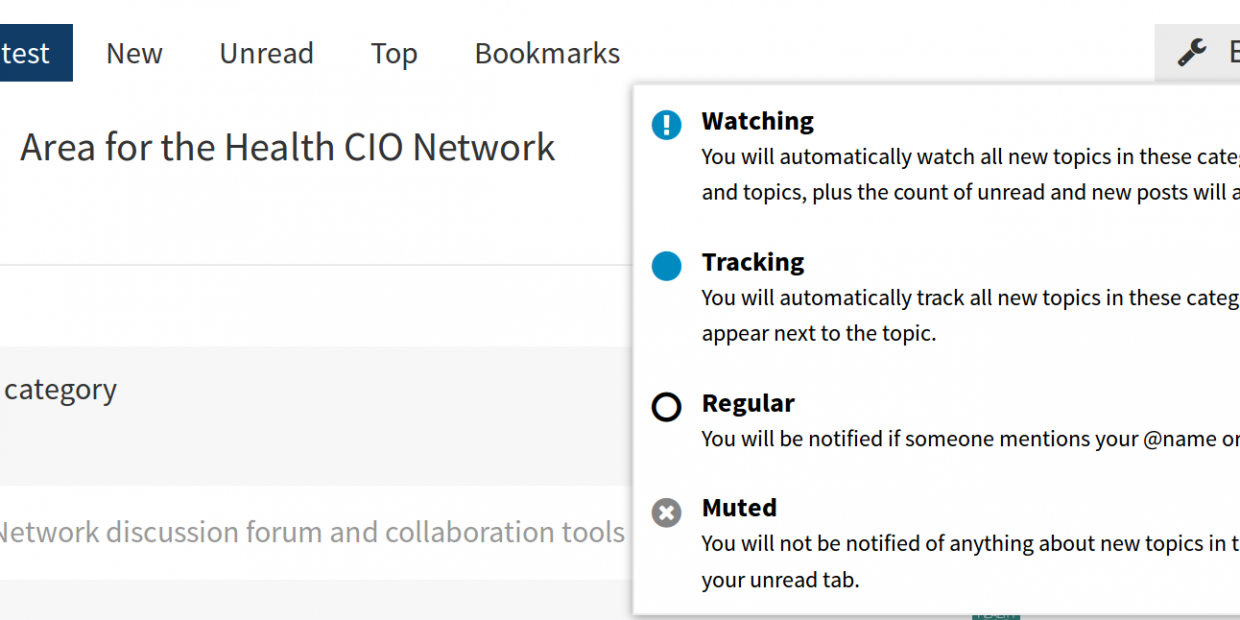 test New Unread Top Bookmarks E
Area for the Health CIO Network
Watching
You will automatically watch all new topics in these cate
and topics, plus the count of unread and new posts will a
Tracking
You will automatically track all new topics in these categ
appear next to the topic.
category
Regular
You will be notified if someone mentions your @name or
Muted
Network discussion forum and collaboration tools
You will not be notified of anything about new topics in t
your unread tab.